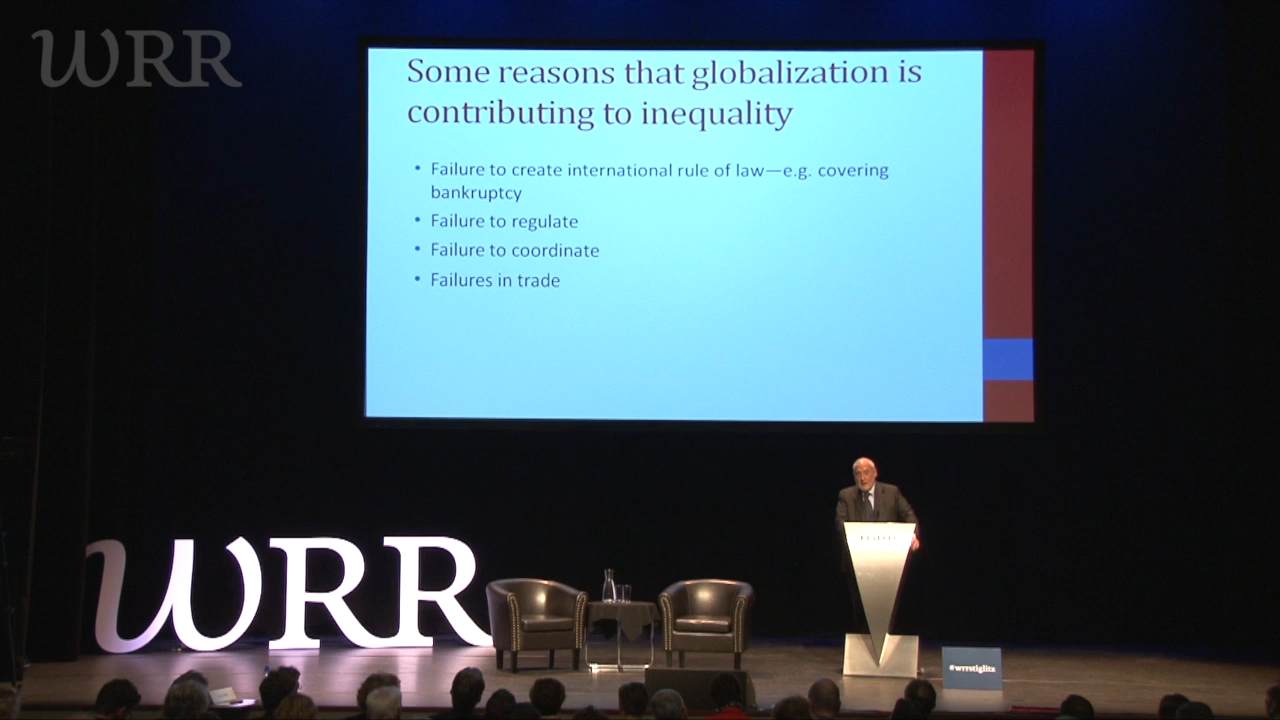 WRR
Some reasons that globalization is
contributing to inequality
• Failure to create international rule of law—e.g. covering
bankruptcy
• Failure to regulate
• Failure to coordinate
• Failures in trade
WRR
#wrrstiglitz